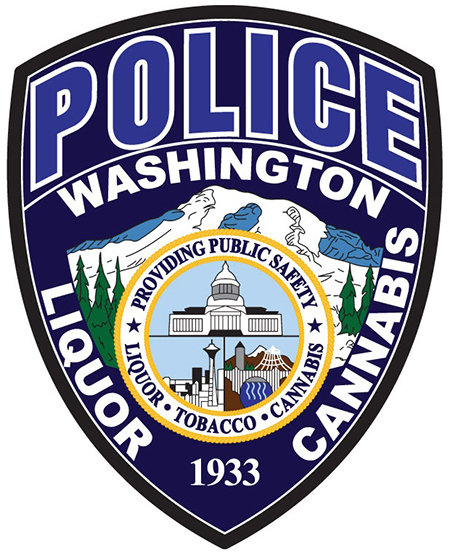 POLICE
WASHINGTON
LIQUOR
CANNABIS
★ PROVIDING PUBLIC SAFETY ★
LIQUOR • TOBACCO • CANNABIS
1933